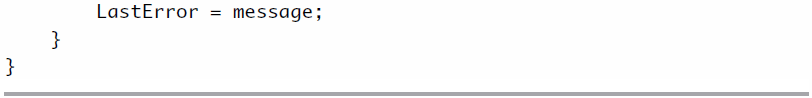 LastError = message;
    }
}